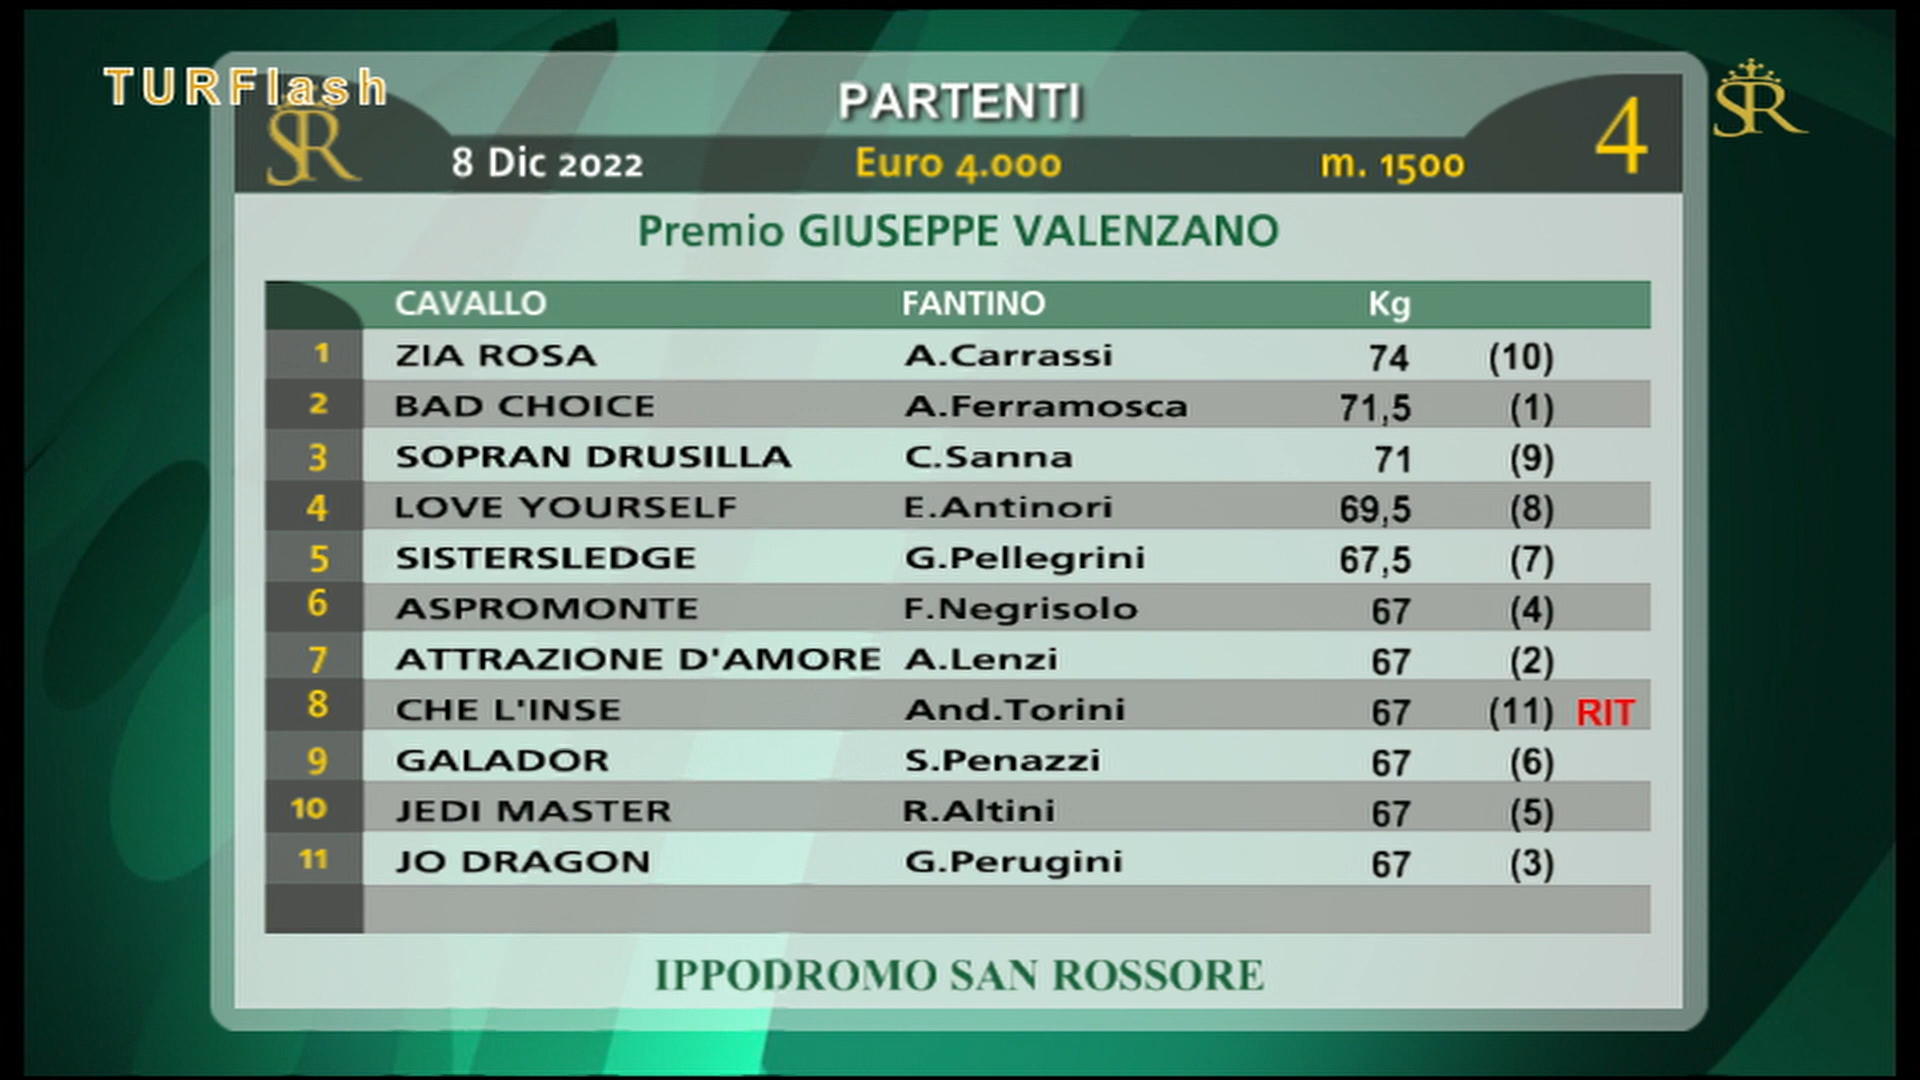 TURFlash
SR
PARTENTI
4
SR
8 Dic 2022 Euro 4.000 m. 1500
Premio GIUSEPPE VALENZANO
CAVALLO FANTINO Kg
1 ZIA ROSA A.Carrassi 74 (10)
2 BAD CHOICE A.Ferramosca 71,5 (1)
3 SOPRAN DRUSILLA C.Sanna 71 (9)
4 LOVE YOURSELF E.Antinori 69,5 (8)
5 SISTERSLEDGE G.Pellegrini 67,5 (7)
6 ASPROMONTE F.Negrisolo 67 (4)
7 ATTRAZIONE D'AMORE A.Lenzi 67 (2)
8 CHE L'INSE And.Torini 67 (11) RIT
9 GALADOR S.Penazzi 67 (6)
10 JEDI MASTER R.Altini 67 (5)
11 JO DRAGON G.Perugini 67 (3)
IPPODROMO SAN ROSSORE